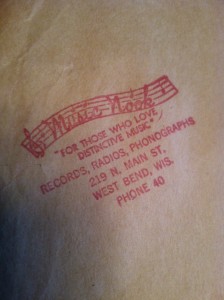 Music Nook
"FOR THOSE WHO LOVE
DISTINCTIVE MUSIC"
RECORDS, RADIOS, PHONOGRAPHS
219 N. MAIN ST.
WEST BEND, WIS.
PHONE 40